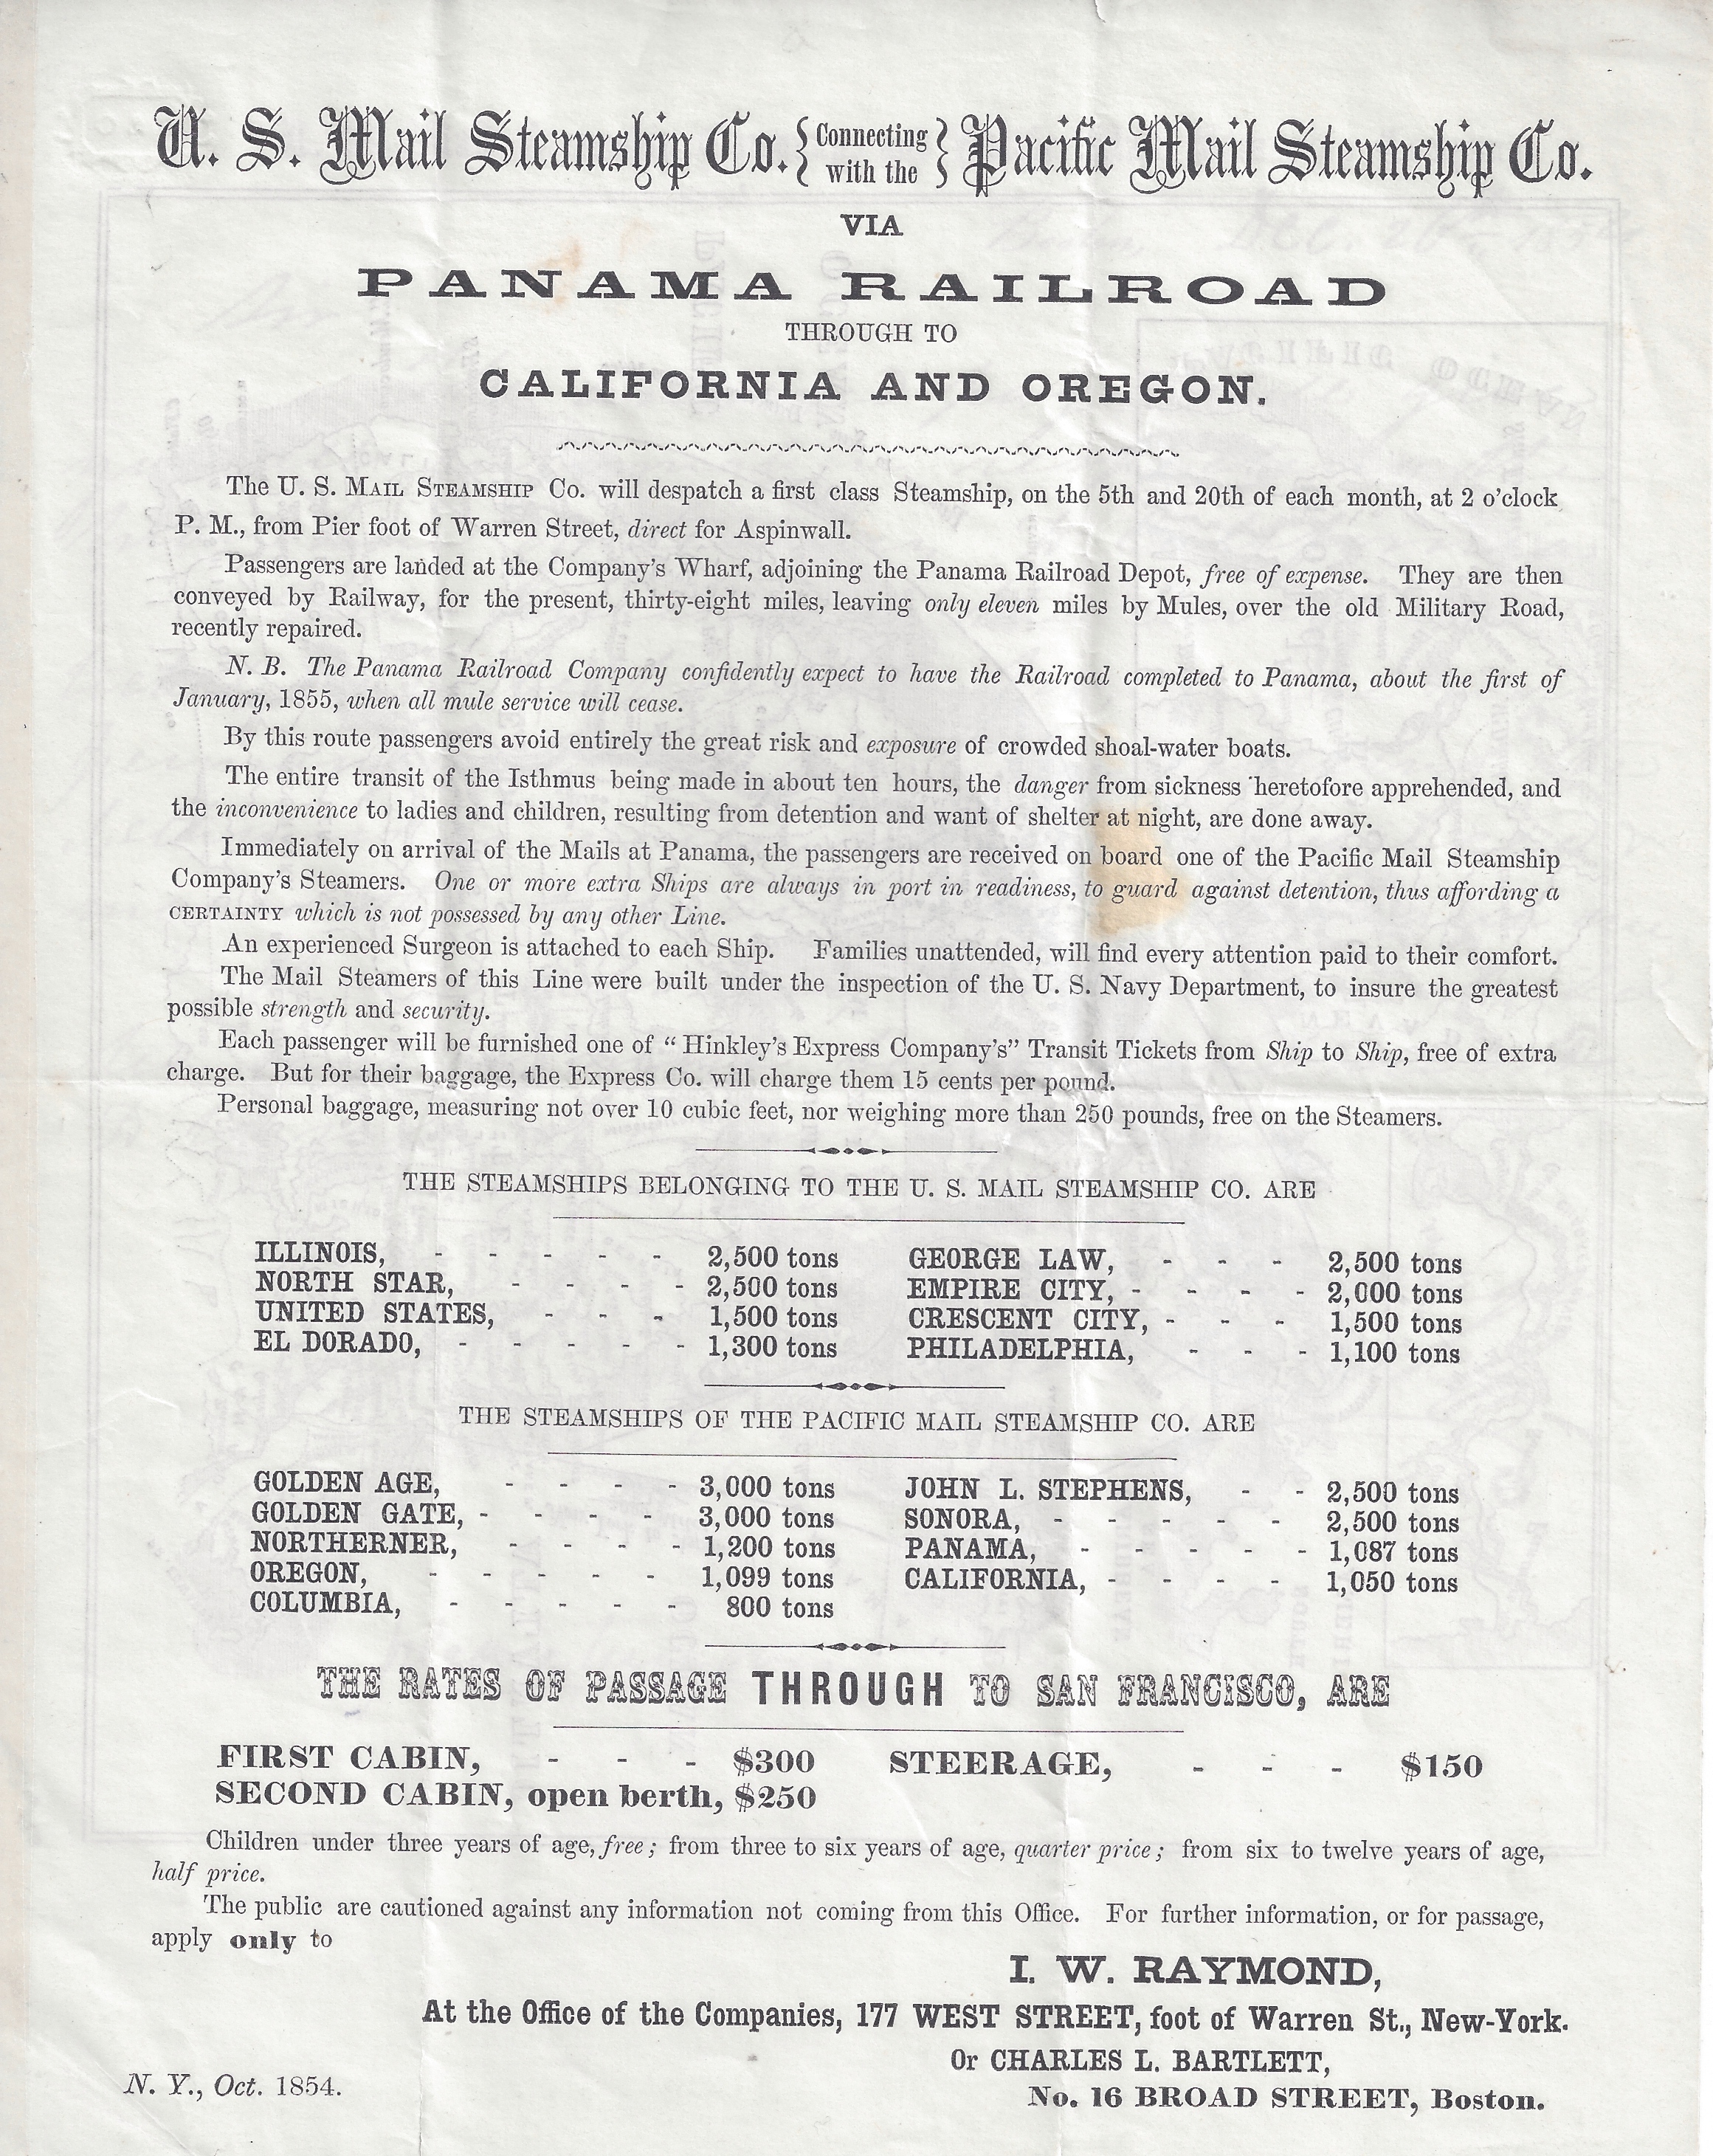 U. S. Mail Steamship Co. { Connecting with the } Pacific Mail Steamship Co.
VIA
PANAMA RAILROAD
THROUGH TO
CALIFORNIA AND OREGON.
The U. S. MAIL STEAMSHIP Co. will despatch a first class Steamship, on the 5th and 20th of each month, at 2 o'clock
P. M., from Pier foot of Warren Street, direct for Aspinwall.
Passengers are landed at the Company's Wharf, adjoining the Panama Railroad Depot, free of expense. They are then
conveyed by Railway, for the present, thirty-eight miles, leaving only eleven miles by Mules, over the old Military Road,
recently repaired.
N. B. The Panama Railroad Company confidently expect to have the Railroad completed to Panama, about the first of
January, 1855, when all mule service will cease.
By this route passengers avoid entirely the great risk and exposure of crowded shoal-water boats.
The entire transit of the Isthmus being made in about ten hours, the danger from sickness heretofore apprehended, and
the inconvenience to ladies and children, resulting from detention and want of shelter at night, are done away.
Immediately on arrival of the Mails at Panama, the passengers are received on board one of the Pacific Mail Steamship
Company's Steamers. One or more extra Ships are always in port in readiness, to guard against detention, thus affording a
CERTAINTY which is not possessed by any other Line.
An experienced Surgeon is attached to each Ship. Families unattended, will find every attention paid to their comfort.
The Mail Steamers of this Line were built under the inspection of the U. S. Navy Department, to insure the greatest
possible strength and security.
Each passenger will be furnished one of "Hinkley's Express Company's" Transit Tickets from Ship to Ship, free of extra
charge. But for their baggage, the Express Co. will charge them 15 cents per pound.
Personal baggage, measuring not over 10 cubic feet, nor weighing more than 250 pounds, free on the Steamers.
THE STEAMSHIPS BELONGING TO THE U. S. MAIL STEAMSHIP CO. ARE
ILLINOIS, - - - - - 2,500 tons GEORGE LAW, - - - 2,500 tons
NORTH STAR, - - - - 2,500 tons EMPIRE CITY, - - - - 2,000 tons
UNITED STATES, - - - 1,500 tons CRESCENT CITY, - - - 1,500 tons
EL DORADO, - - - - - 1,300 tons PHILADELPHIA, - - - 1,100 tons
THE STEAMSHIPS OF THE PACIFIC MAIL STEAMSHIP CO. ARE
GOLDEN AGE, - - - - 3,000 tons JOHN L. STEPHENS, - - 2,500 tons
GOLDEN GATE, - - - - 3,000 tons SONORA, - - - - - 2,500 tons
NORTHERNER, - - - - 1,200 tons PANAMA, - - - - - 1,087 tons
OREGON, - - - - - 1,099 tons CALIFORNIA, - - - - 1,050 tons
COLUMBIA, - - - - - 800 tons
THE RATES OF PASSAGE THROUGH TO SAN FRANCISCO, ARE
FIRST CABIN, - - - $300 STEERAGE, - - - $150
SECOND CABIN, open berth, $250
Children under three years of age, free; from three to six years of age, quarter price; from six to twelve years of age,
half price.
The public are cautioned against any information not coming from this Office. For further information, or for passage,
apply only to
I. W. RAYMOND,
At the Office of the Companies, 177 WEST STREET, foot of Warren St., New-York.
Or CHARLES L. BARTLETT,
N. Y., Oct. 1854.
No. 16 BROAD STREET, Boston.